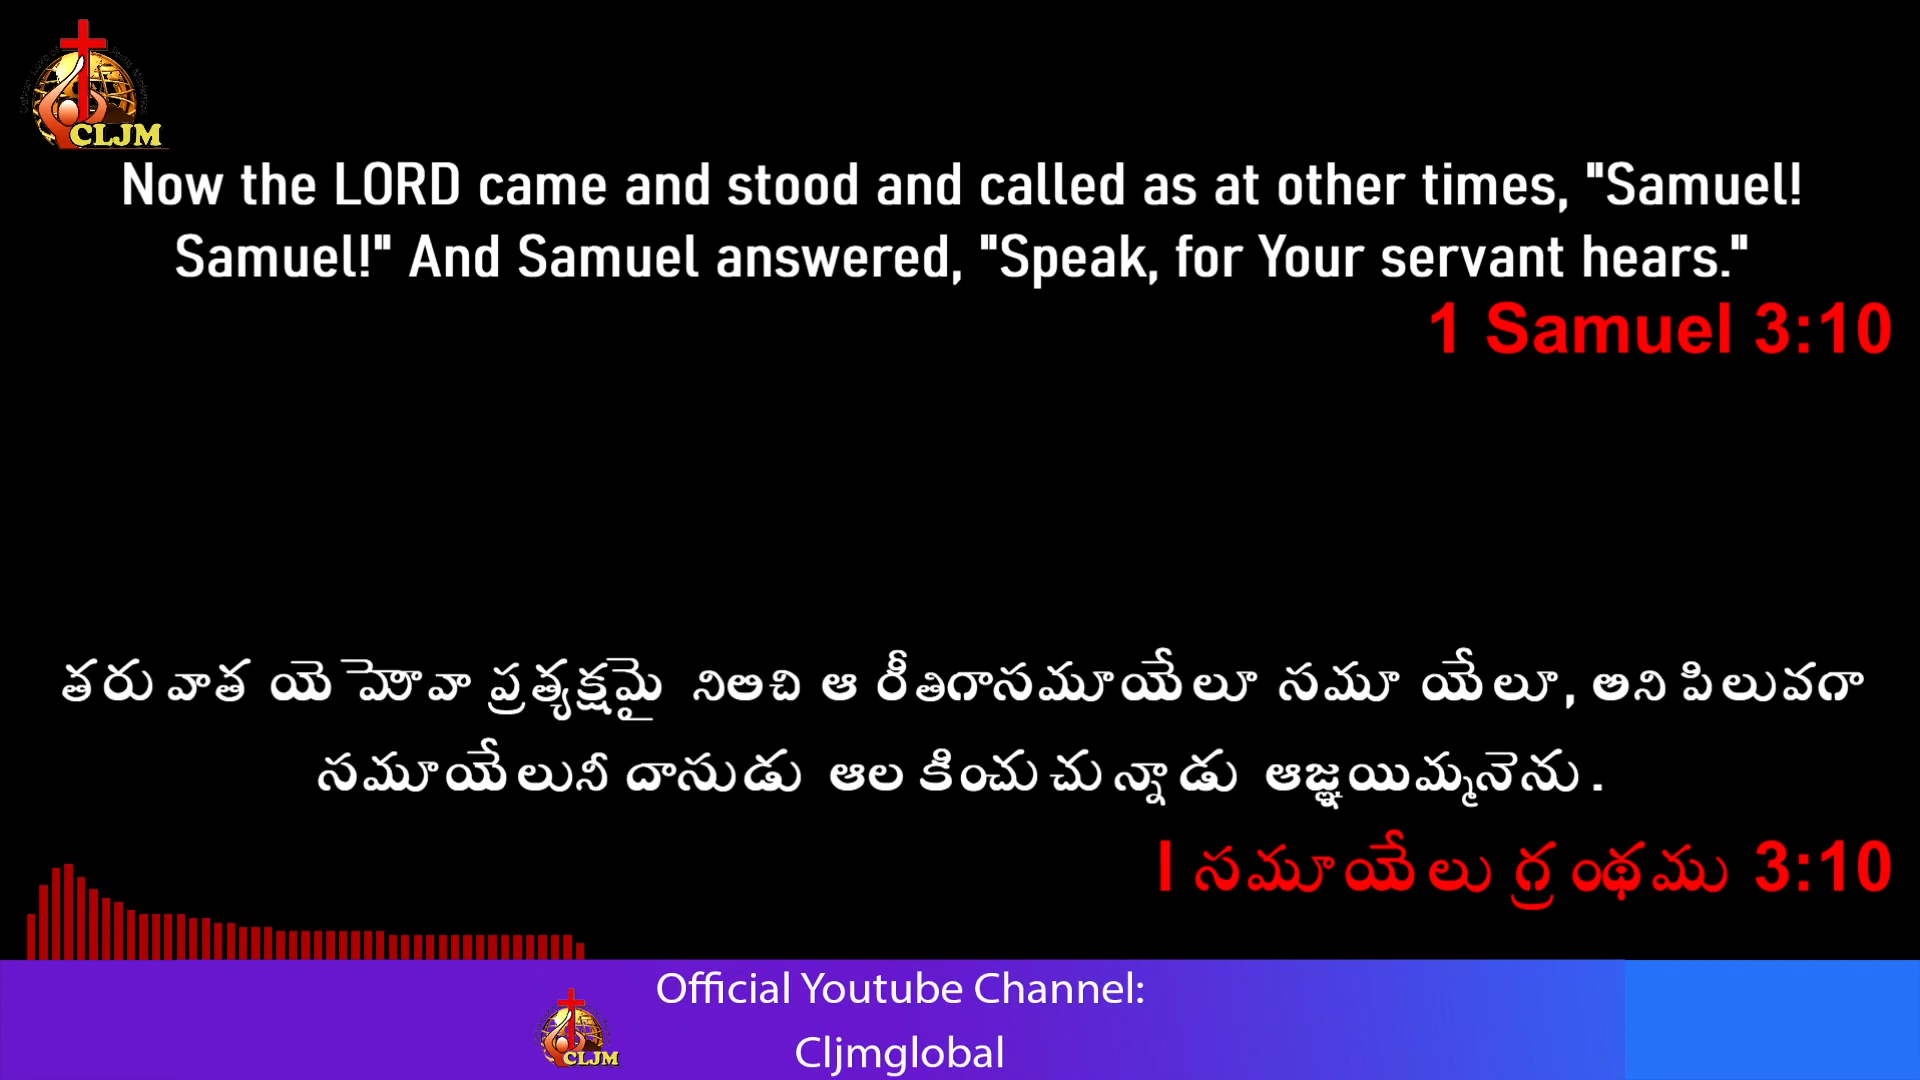 CLJM
Now the LORD came and stood and called as at other times, "Samuel!
Samuel!" And Samuel answered, "Speak, for Your servant hears."
1 Samuel 3:10
తరు వాత యెహోవా ప్రత్యక్షమై నిలిచి ఆ రీతిగాసమూయేలూ సమూ యేలూ, అని పిలువగా
సమూయేలునీ దాసుడు ఆల కించుచు న్నాడు ఆజ్ఞయిమ్మనెను.
I సమూయేలు గ్రంథము 3:10
Official Youtube Channel:
CLJM
Cljmglobal